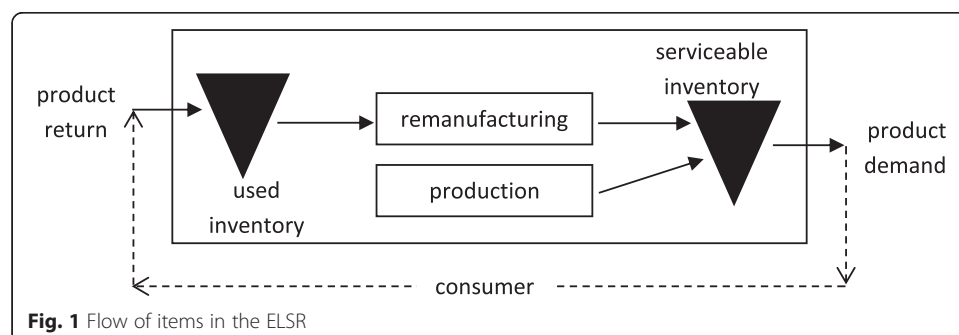 product
return
used
inventory
remanufacturing
production
serviceable
inventory
product
demand
consumer
Fig. 1 Flow of items in the ELSR